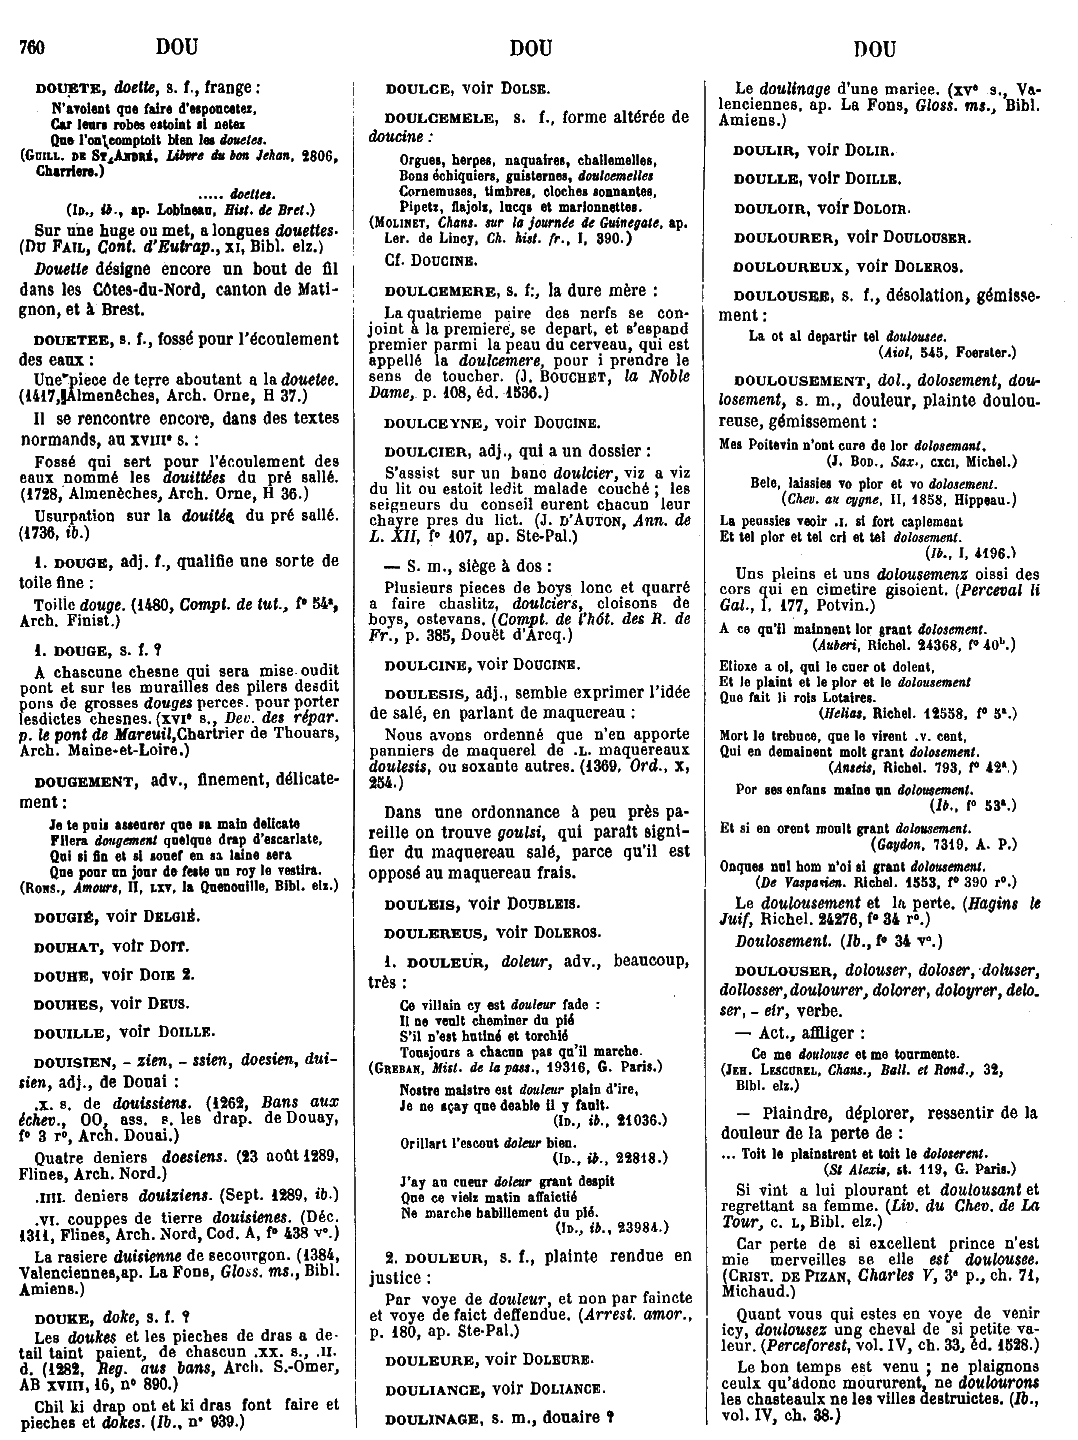 760 DOU DOU DOU
DOUETE, doette, s. f., frange :
N'avoient que faire d'esponcetez,
Car leurs robes estoint si netez
Que l'on comptoit bien les douetes.
(GUILL. DE ST ANDRÉ, Libvre du bon Jehan, 2806,
Charriere.)
..... doettes.
(ID., ib., ap. Lobineau, Hist. de Bret.)
Sur une huge ou met, a longues douettes.
(DU FAIL, Cont. d'Eutrap., XI, Bibl. elz.)
Douette désigne encore un bout de fil
dans les Côtes-du-Nord, canton de Mati-
gnon, et à Brest.
DOUETEE, s. f., fossé pour l'écoulement
des eaux :
Une piece de terre aboutant a la douetee.
(1417, Almenêches, Arch. Orne, H 37.)
Il se rencontre encore, dans des textes
normands, au XVIIIe s. :
Fossé qui sert pour l'écoulement des
eaux nommé les douittées du pré sallé.
(1728, Almenèches, Arch. Orne, H 36.)
Usurpation sur la douitée du pré sallé.
(1736, ib.)
1. DOUGE, adj. f., qualifie une sorte de
toile fine :
Toille douge. (1480, Compt. de tut., fo 54a,
Arch. Finist.)
1. DOUGE, s. f. ?
A chascune chesne qui sera mise oudit
pont et sur les murailles des pilers desdit
pons de grosses douges perces pour porter
lesdictes chesnes. (XVIe s., Dev. des répar.
p. le pont de Mareuil, Chartrier de Thouars,
Arch. Maine-et-Loire.)
DOUGEMENT, adv., finement, délicate-
ment :
Je te puis asseurer que sa main delicate
Filera dougement quelque drap d'escarlate,
Qui si fin et si souef en sa laine sera
Que pour un jour de feste un roy le vestira.
(RONS., Amours, II, LXV, la Quenouille, Bibl. elz.)
DOUGIÉ, voir DELGIÉ.
DOUHAT, voir DOIT.
DOUHE, voir DOIE 2.
DOUHES, voir DEUS.
DOUILLE, voir DOILLE.
DOUISIEN, - zien, - ssien, doesien, dui-
sien, adj., de Douai :
.X. s. de douissiens. (1262, Bans aux
échev., OO, ass. s. les drap. de Douay,
fo 3 ro, Arch. Douai.)
Quatre deniers doesiens. (23 août 1289,
Flines, Arch. Nord.)
.IIII. deniers douiziens. (Sept. 1289, ib.)
.VI. couppes de tierre douisienes. (Déc.
1311, Flines, Arch. Nord, Cod. A, fo 438 vo.)
La rasiere duisienne de secourgon. (1384,
Valenciennes, ap. La Fons, Gloss. ms., Bibl.
Amiens.)
DOUKE, doke, s. f. ?
Les doukes et les pieches de dras a de-
tail taint paient, de chascun .XX. s., .II.
d. (1282, Reg. aus bans, Arch. S.-Omer,
AB XVIII, 16, no 890.)
Chil ki drap ont et ki dras font faire et
pieches et dokes. (Ib., no 939.)
DOULCE, voir DOLSE.
DOULCEMELE, s. f., forme altérée de
doucine :
Orgues, herpes, naquaires, challemelles,
Bons échiquiers, guisternes, doulcemelles
Cornemuses, timbres, cloches sonnantes,
Pipetz, flajolz, lucqs et marionnettes.
(MOLINET, Chans. sur la journée de Guinegate, ap.
Ler. de Lincy, Ch. hist. fr., I, 390.)
Cf. DOUCINE.
DOULCEMERE, s. f., la dure mère :
La quatrieme paire des nerfs se con-
joint à la premiere, se depart, et s'espand
premier parmi la peau du cerveau, qui est
appellé la doulcemere, pour i prendre le
sens de toucher. (J. BOUCHET, la Noble
Dame, p. 108, éd. 1536.)
DOULCEYNE, voir DOUCINE.
DOULCIER, adj., qui a un dossier :
S'assist sur un banc doulcier, viz a viz
du lit ou estoit ledit malade couché ; les
seigneurs du conseil eurent chacun leur
chayre pres du lict. (J. D'AUTON, Ann. de
L. XII, fo 107, ap. Ste-Pal.)
— S. m., siège à dos :
Plusieurs pieces de boys lonc et quarré
a faire chaslitz, doulciers, cloisons de
boys, ostevans. (Compt. de l'hôt. des R. de
Fr., p. 385, Douët d'Arcq.)
DOULCINE, voir DOUCINE.
DOULESIS, adj., semble exprimer l'idée
de salé, en parlant de maquereau :
Nous avons ordonné que n'en apporte
panniers de maquerel de .L. maquereaux
doulesis, ou soxante autres. (1369, Ord., X,
254.)
Dans une ordonnance à peu près pa-
reille on trouve goulsi, qui paraît signi-
fier du maquereau salé, parce qu'il est
opposé au maquereau frais.
DOULEIS, voir DOUBLEIS.
DOULEREUS, voir DOLEROS.
1. DOULEUR, doleur, adv., beaucoup,
très :
Ce villain cy est douleur fade :
Il ne veult cheminer du pié
S'il n'est hutiné et torchié
Tousjours a chacun pas qu'il marche.
(GREBAN, Mist. de la pass., 19316, G. Paris.)
Nostre maistre est douleur plain d'ire,
Je ne sçay que deable il y fault.
(ID., ib., 21036.)
Orillart l'escout doleur bien.
(ID., ib., 22818.)
J'ay au cueur doleur grant despit
Que ce vielz matin affaictié
Ne marche babillement du pié.
(ID., ib., 23984.)
2. DOULEUR, s. f., plainte rendue en
justice :
Par voye de douleur, et non par faincte
et voye de faict deffendue. (Arrest. amor.,
p. 180, ap. Ste-Pal.)
DOULEURE, voir DOLEURE.
DOULIANCE, voir DOLIANCE.
DOULINAGE, s. m., douaire ?
Le doulinage d'une mariee. (XVe s., Va-
lenciennes, ap. La Fons, Gloss. ms., Bibl.
Amiens.)
DOULIR, voir DOLIR.
DOULLE, voir DOILLE.
DOULOIR, voir DOLOIR.
DOULOURER, voir DOULOUSER.
DOULOUREUX, voir DOLEROS.
DOULOUSEE, s. f., désolation, gémisse-
ment :
La ot al departir tel doulousee.
(Aiol, 545, Foerster.)
DOULOUSEMENT, dol., dolosement, dou-
losement, s. m., douleur, plainte doulou-
reuse, gémissement :
Mes Poitevin n'ont cure de lor dolosemant.
(J. BOD., Sax., CXCI, Michel.)
Bele, laissies vo plor et vo dolosement.
(Chev. au cygne, II, 1858, Hippeau.)
La peussies veoir .I. si fort caplement
Et tel plor et tel cri et tel dolosement.
(Ib., I, 4196.)
Uns pleins et uns dolousemenz oissi des
cors qui en cimetire gisoient. (Perceval li
Gal., I, 177, Potvin.)
A ce qu'il mainnent lor grant dolosement.
(Auberi, Richel. 24368, fo 40b.)
Elioxe a oi, qui le cuer ot dolent,
Et le plaint et le plor et le dolousement
Que fait li rois Lotaires.
(Helias, Richel. 12558, fo 5a.)
Mort le trebuce, que le virent .v. cent,
Qui en demainent molt grant dolosement.
(Anseis, Richel. 793, fo 42a.)
Por ses enfans maine un dolousement.
(Ib., fo 53a.)
Et si en orent moult grant dolousement.
(Gaydon, 7319, A. P.)
Onques nul hom n'oi si grant dolousement.
(De Vaspasien, Richel. 1553, fo 390 ro.)
Le doulousement et la perte. (Hagins le
Juif, Richel. 24276, fo 34 ro.)
Doulosement. (Ib., fo 34 vo.)
DOULOUSER, dolouser, doloser, doluser,
dollosser, doulourer, dolorer, doloyrer, delo-
ser, - eir, verbe.
— Act., affliger :
Ce me doulouse et me tourmente.
(JEH. LESCUREL, Chans., Ball. et Rond., 32,
Bibl. elz.)
— Plaindre, déplorer, ressentir de la
douleur de la perte de :
... Toit le plainstrent et toit le doloserent.
(St Alexis, st. 119, G. Paris.)
Si vint a lui plourant et doulousant et
regrettant sa femme. (Liv. du Chev. de La
Tour, c. L, Bibl. elz.)
Car perte de si excellent prince n'est
mie merveilles se elle est doulousee.
(CRIST. DE PIZAN, Charles V, 3e p., ch. 71,
Michaud.)
Quant vous qui estes en voye de venir
icy, doulousez ung cheval de si petite va-
leur. (Perceforest, vol. IV, ch. 33, éd. 1528.)
Le bon temps est venu ; ne plaignons
ceulx qu'adonc moururent, ne doulourons
les chasteaulx ne les villes destruictes. (Ib.,
vol. IV, ch. 38.)